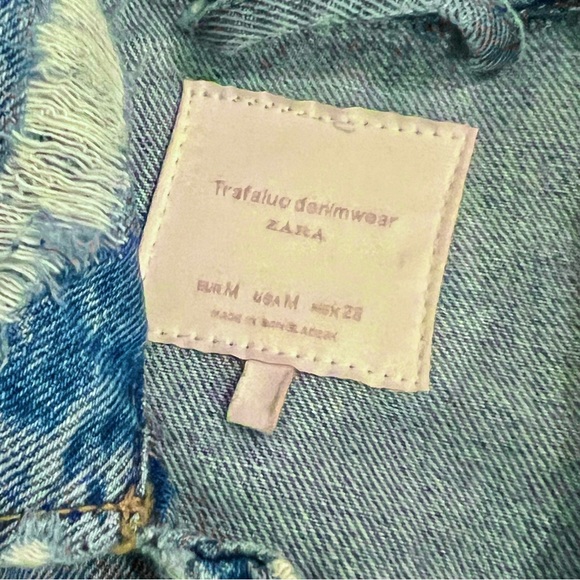 Trafaluc denimwear
ZARA
EUR M USA M MEX 28
MADE IN BANGLADESH